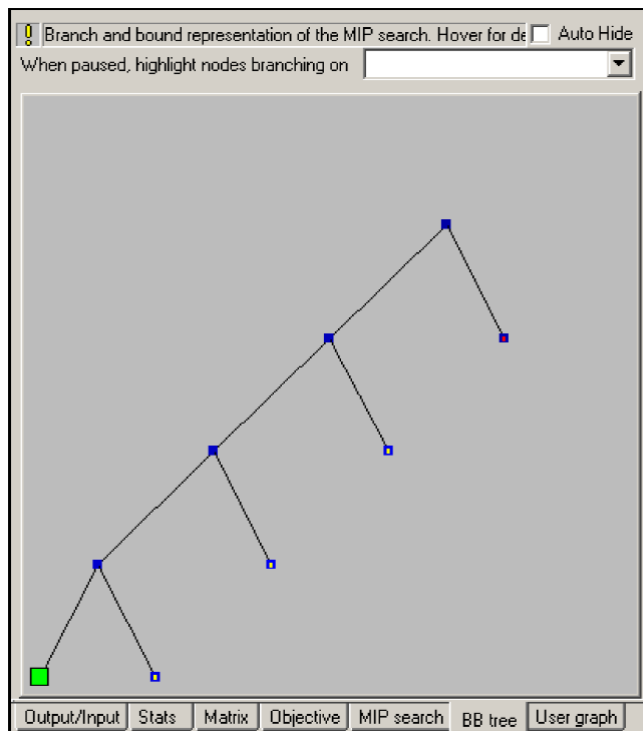 Branch and bound representation of the MIP search. Hover for de Auto Hide
When paused, highlight nodes branching on
Output/Input Stats Matrix Objective MIP search BB tree User graph